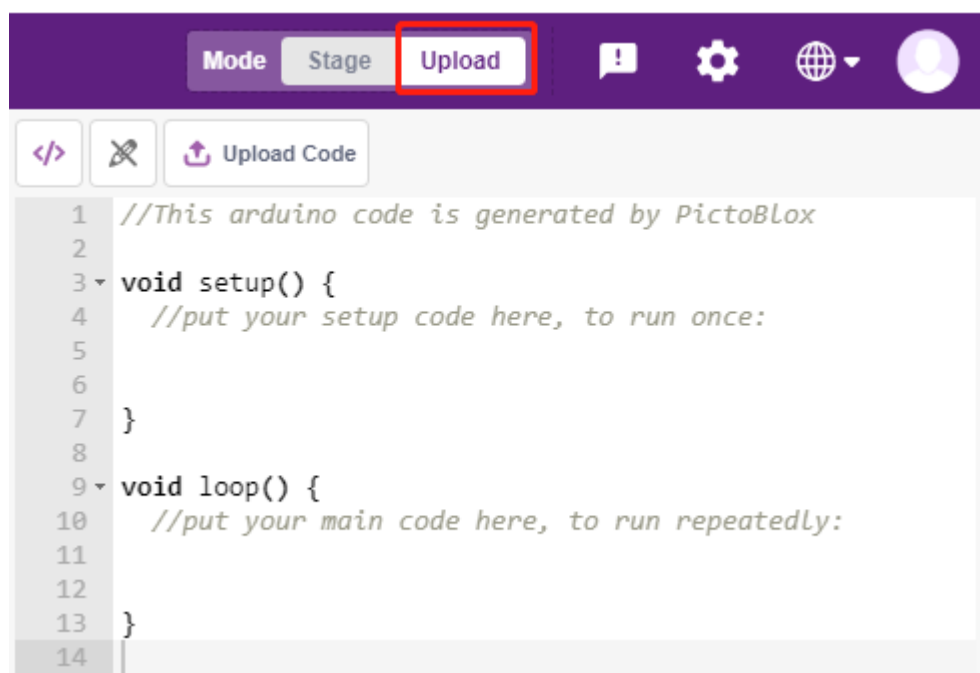 Mode Stage Upload
</> Upload Code
1 //This arduino code is generated by PictoBlox
2
3 void setup() {
4 //put your setup code here, to run once:
5
6
7 }
8
9 void loop() {
10 //put your main code here, to run repeatedly:
11
12
13 }
14